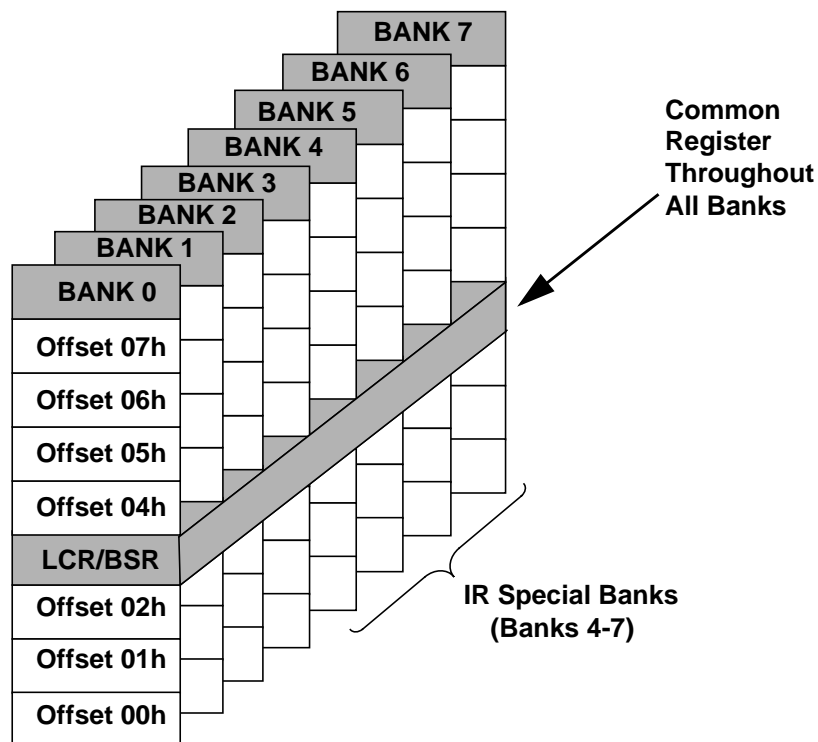 BANK 7
BANK 6
BANK 5
BANK 4
BANK 3
BANK 2
BANK 1
BANK 0
Common
Register
Throughout
All Banks
Offset 07h
Offset 06h
Offset 05h
Offset 04h
LCR/BSR
Offset 02h
Offset 01h
Offset 00h
IR Special Banks
(Banks 4-7)